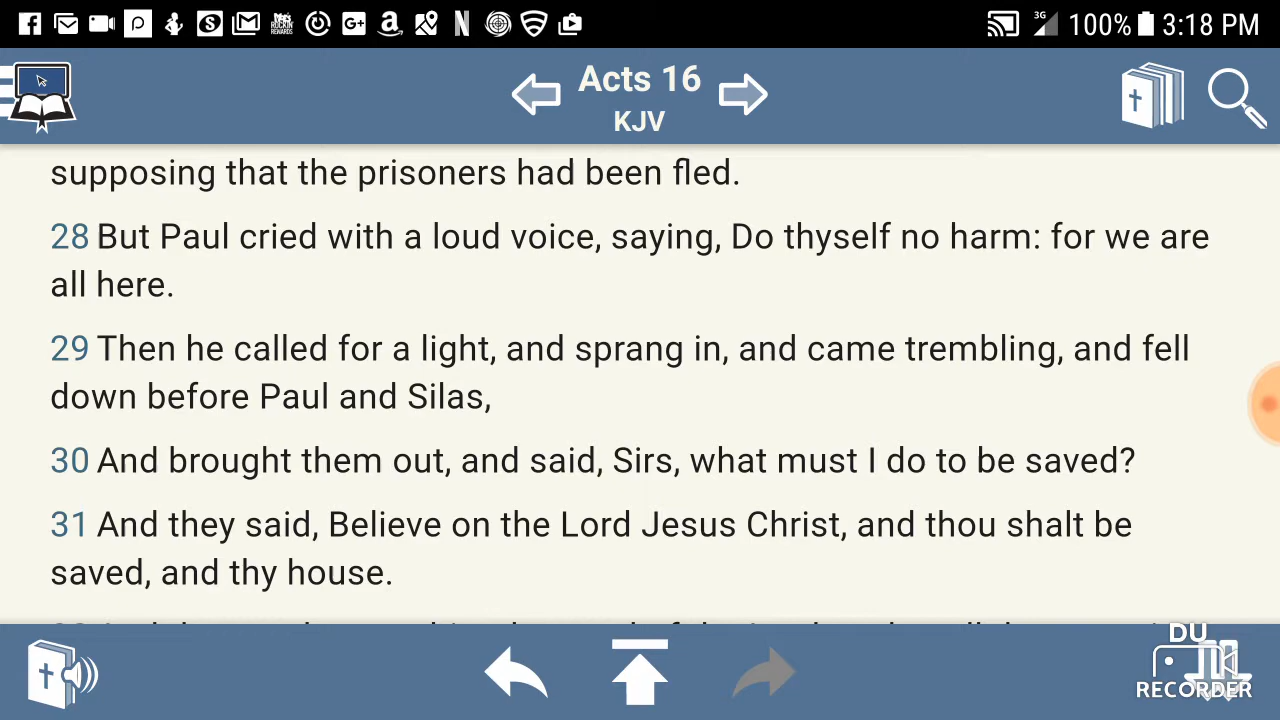 3G 100% 3:18 PM
Acts 16
KJV
supposing that the prisoners had been fled.
28 But Paul cried with a loud voice, saying, Do thyself no harm: for we are
all here.
29 Then he called for a light, and sprang in, and came trembling, and fell
down before Paul and Silas,
30 And brought them out, and said, Sirs, what must I do to be saved?
31 And they said, Believe on the Lord Jesus Christ, and thou shalt be
saved, and thy house.
DU
RECORDER